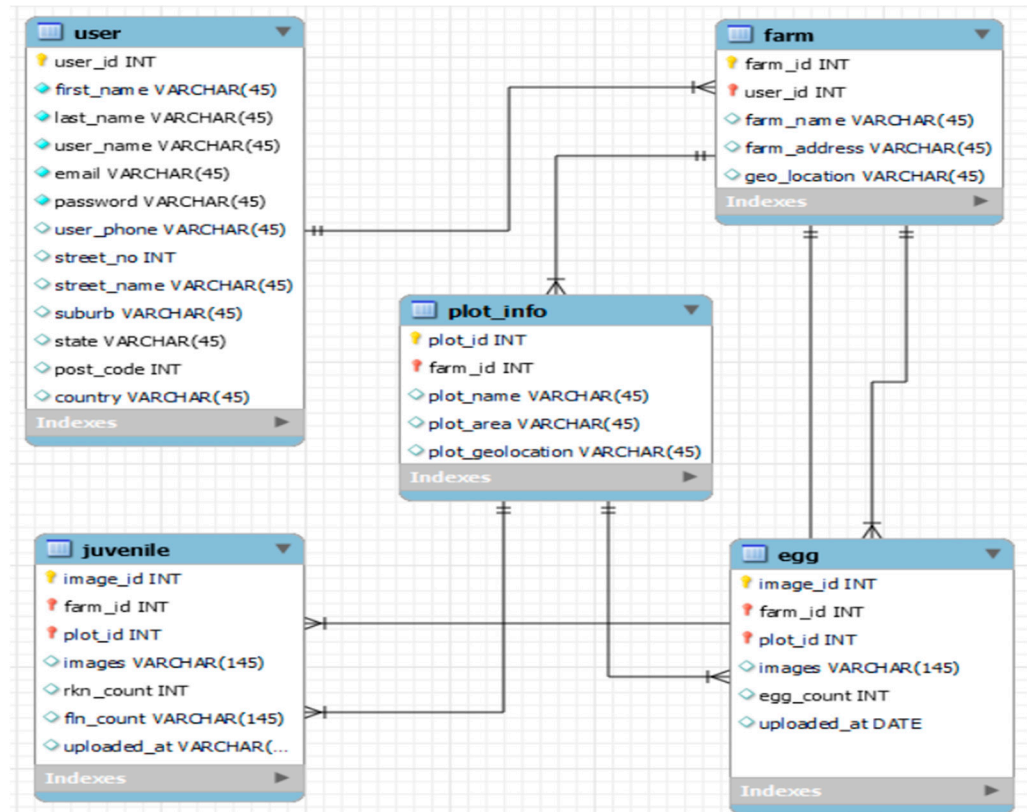 user
user_id INT
first_name VARCHAR(45)
last_name VARCHAR(45)
user_name VARCHAR(45)
email VARCHAR(45)
password VARCHAR(45)
user_phone VARCHAR(45)
street_no INT
street_name VARCHAR(45)
suburb VARCHAR(45)
state VARCHAR(45)
post_code INT
country VARCHAR(45)
Indexes
farm
farm_id INT
user_id INT
farm_name VARCHAR(45)
farm_address VARCHAR(45)
geo_location VARCHAR(45)
Indexes
plot_info
plot_id INT
farm_id INT
plot_name VARCHAR(45)
plot_area VARCHAR(45)
plot_geolocation VARCHAR(45)
Indexes
juvenile
image_id INT
farm_id INT
plot_id INT
images VARCHAR(145)
rkn_count INT
fln_count VARCHAR(145)
uploaded_at VARCHAR(...
Indexes
egg
image_id INT
farm_id INT
plot_id INT
images VARCHAR(145)
egg_count INT
uploaded_at DATE
Indexes